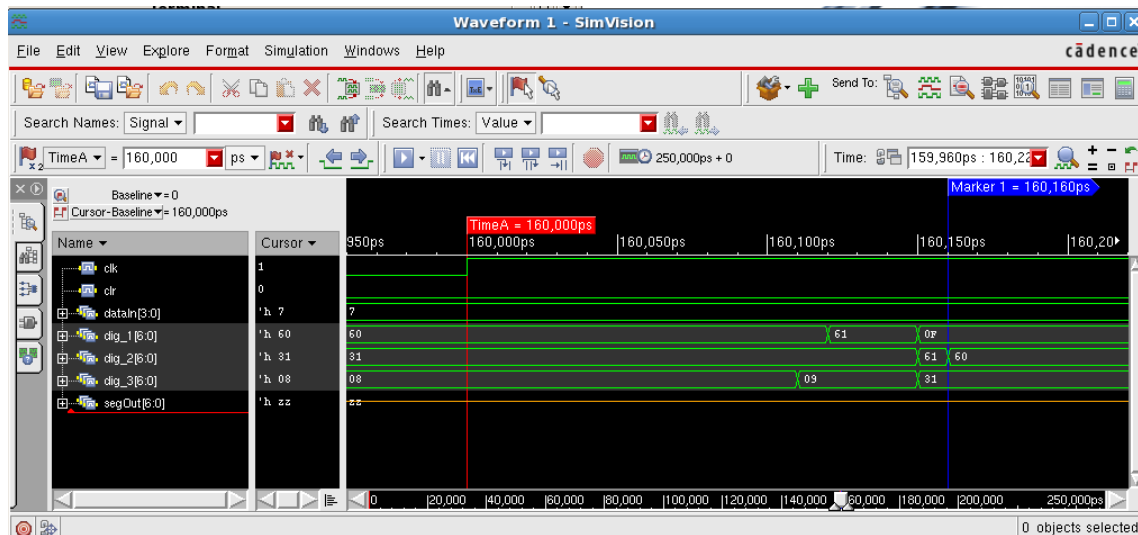 Waveform 1 - SimVision
File Edit View Explore Format Simulation Windows Help
cādence
Send To:
Search Names: Signal
Search Times: Value
x2 TimeA = 160,000 ps
250,000ps + 0
Time: 159,960ps : 160,22
Baseline = 0
Cursor-Baseline = 160,000ps
Marker 1 = 160,160ps
TimeA = 160,000ps
Name Cursor
950ps 160,000ps 160,050ps 160,100ps 160,150ps 160,20
clk 1
clr 0
dataIn[3:0] 'h 7 7
dig_1[6:0] 'h 60 60 61 0F
dig_2[6:0] 'h 31 31 61 60
dig_3[6:0] 'h 08 08 09 31
segOut[6:0] 'h zz zz
0 20,000 40,000 60,000 80,000 100,000 120,000 140,000 60,000 180,000 200,000 250,000ps
0 objects selected